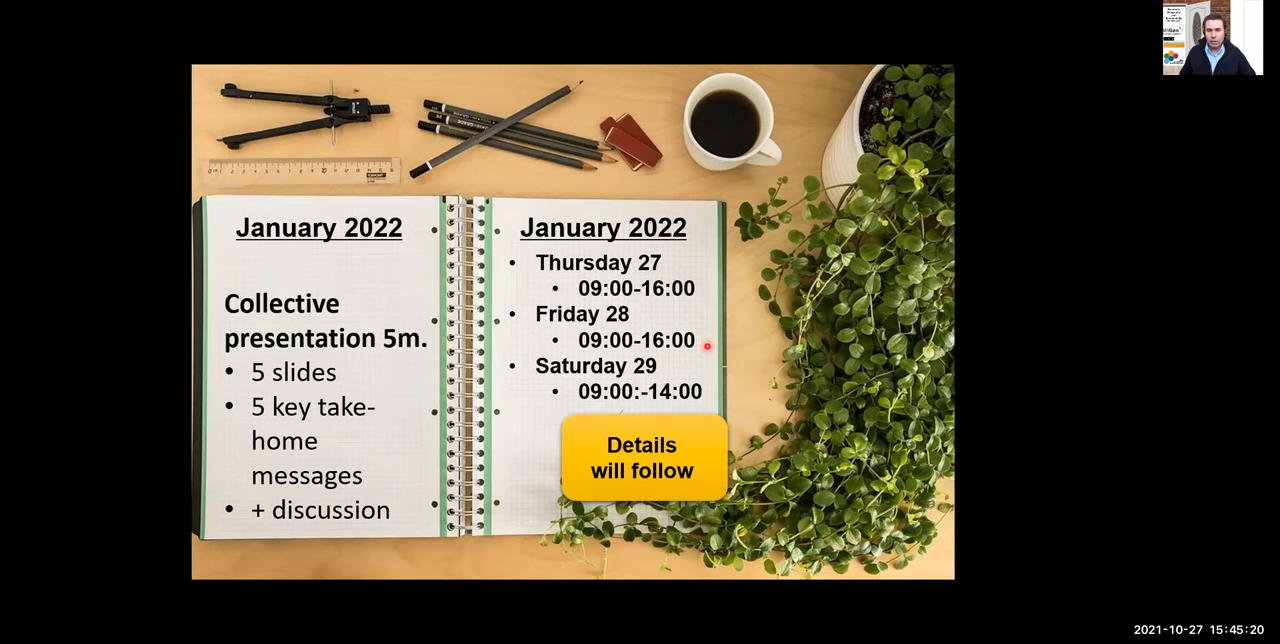 January 2022
Collective
presentation 5m.
• 5 slides
• 5 key take-
home
messages
• + discussion
January 2022
• Thursday 27
• 09:00-16:00
• Friday 28
• 09:00-16:00
• Saturday 29
• 09:00:-14:00
Details
will follow
2021-10-27 15:45:20